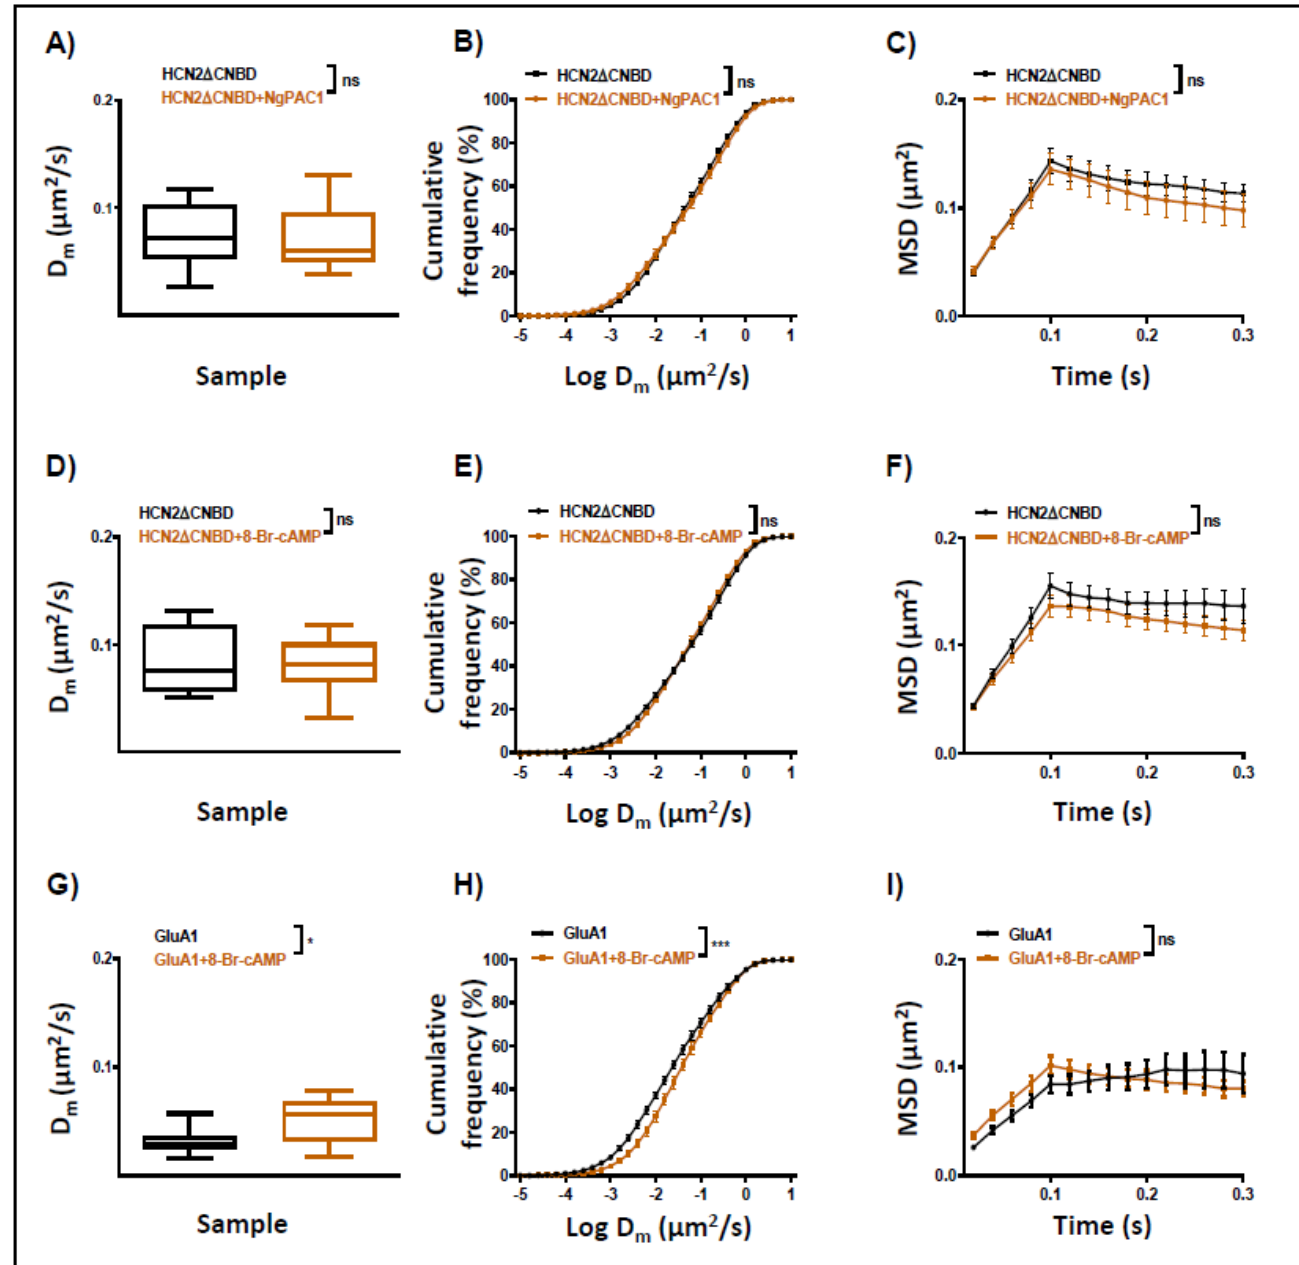 A)
HCN2ΔCNBD
HCN2ΔCNBD+NgPAC1
ns
0.2
0.1
Dm (µm²/s)
Sample
B)
HCN2ΔCNBD
HCN2ΔCNBD+NgPAC1
ns
100
80
60
40
20
0
Cumulative
frequency (%)
-5 -4 -3 -2 -1 0 1
Log Dm (µm²/s)
C)
HCN2ΔCNBD
HCN2ΔCNBD+NgPAC1
ns
0.2
0.1
0.0
MSD (µm²)
0.1 0.2 0.3
Time (s)
D)
HCN2ΔCNBD
HCN2ΔCNBD+8-Br-cAMP
ns
0.2
0.1
Dm (µm²/s)
Sample
E)
HCN2ΔCNBD
HCN2ΔCNBD+8-Br-cAMP
ns
100
80
60
40
20
0
Cumulative
frequency (%)
-5 -4 -3 -2 -1 0 1
Log Dm (µm²/s)
F)
HCN2ΔCNBD
HCN2ΔCNBD+8-Br-cAMP
ns
0.2
0.1
0.0
MSD (µm²)
0.1 0.2 0.3
Time (s)
G)
GluA1
GluA1+8-Br-cAMP
*
0.2
0.1
Dm (µm²/s)
Sample
H)
GluA1
GluA1+8-Br-cAMP
***
100
80
60
40
20
0
Cumulative
frequency (%)
-5 -4 -3 -2 -1 0 1
Log Dm (µm²/s)
I)
GluA1
GluA1+8-Br-cAMP
ns
0.2
0.1
0.0
MSD (µm²)
0.1 0.2 0.3
Time (s)